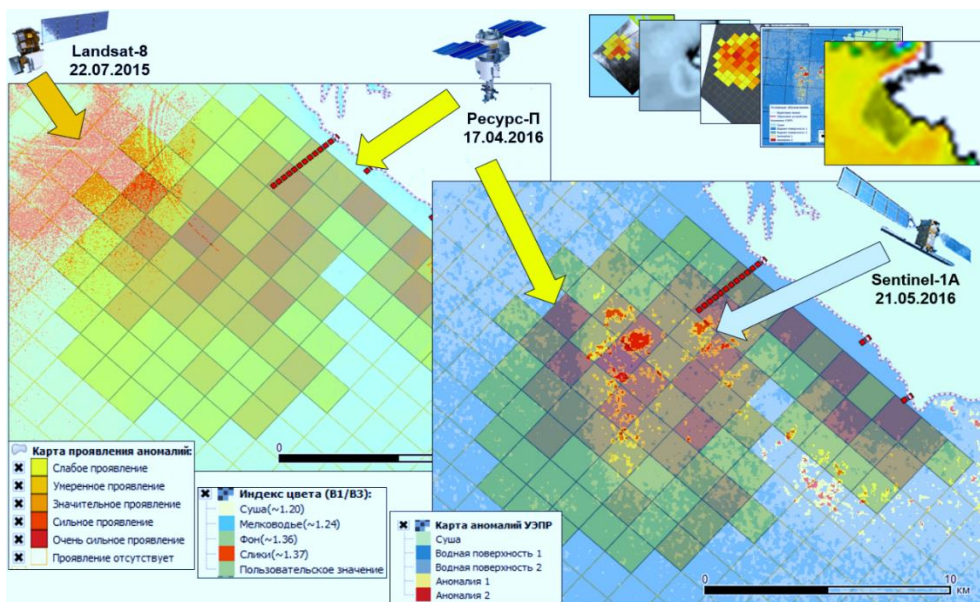 Landsat-8
22.07.2015
Ресурс-П
17.04.2016
Sentinel-1A
21.05.2016
0
Карта проявления аномалий:
Слабое проявление
Умеренное проявление
Значительное проявление
Сильное проявление
Очень сильное проявление
Проявление отсутствует
Индекс цвета (B1/B3):
Суша(~1.20)
Мелководье(~1.24)
Фон(~1.36)
Слики(~1.37)
Пользовательское значение
Карта аномалий УЭПР
Суша
Водная поверхность 1
Водная поверхность 2
Аномалия 1
Аномалия 2
0
10
км